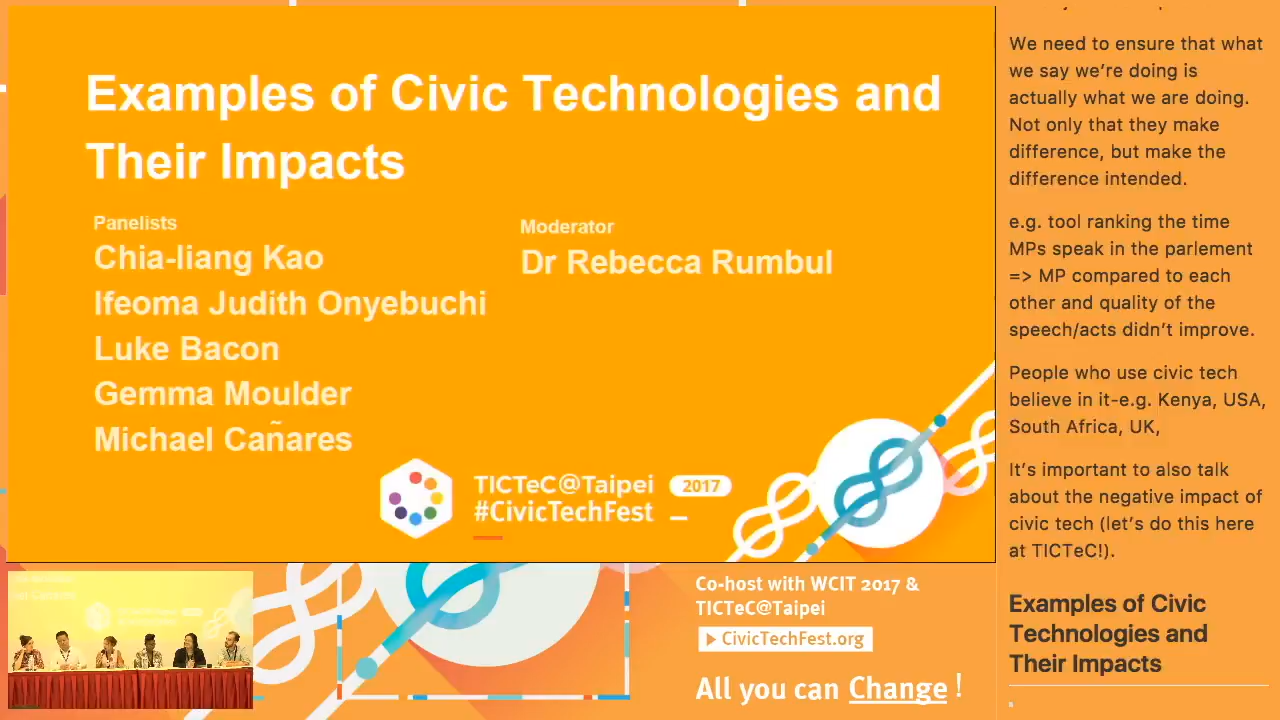 Examples of Civic Technologies and
Their Impacts
Panelists
Chia-liang Kao
Ifeoma Judith Onyebuchi
Luke Bacon
Gemma Moulder
Michael Cañares
Moderator
Dr Rebecca Rumbul
TICTeC@Taipei 2017
#CivicTechFest
We need to ensure that what
we say we're doing is
actually what we are doing.
Not only that they make
difference, but make the
difference intended.
e.g. tool ranking the time
MPs speak in the parlement
=> MP compared to each
other and quality of the
speech/acts didn't improve.
People who use civic tech
believe in it-e.g. Kenya, USA,
South Africa, UK,
It's important to also talk
about the negative impact of
civic tech (let's do this here
at TICTeC!).
Examples of Civic
Technologies and
Their Impacts
Co-host with WCIT 2017 &
TICTeC@Taipei
CivicTechFest.org
All you can Change !